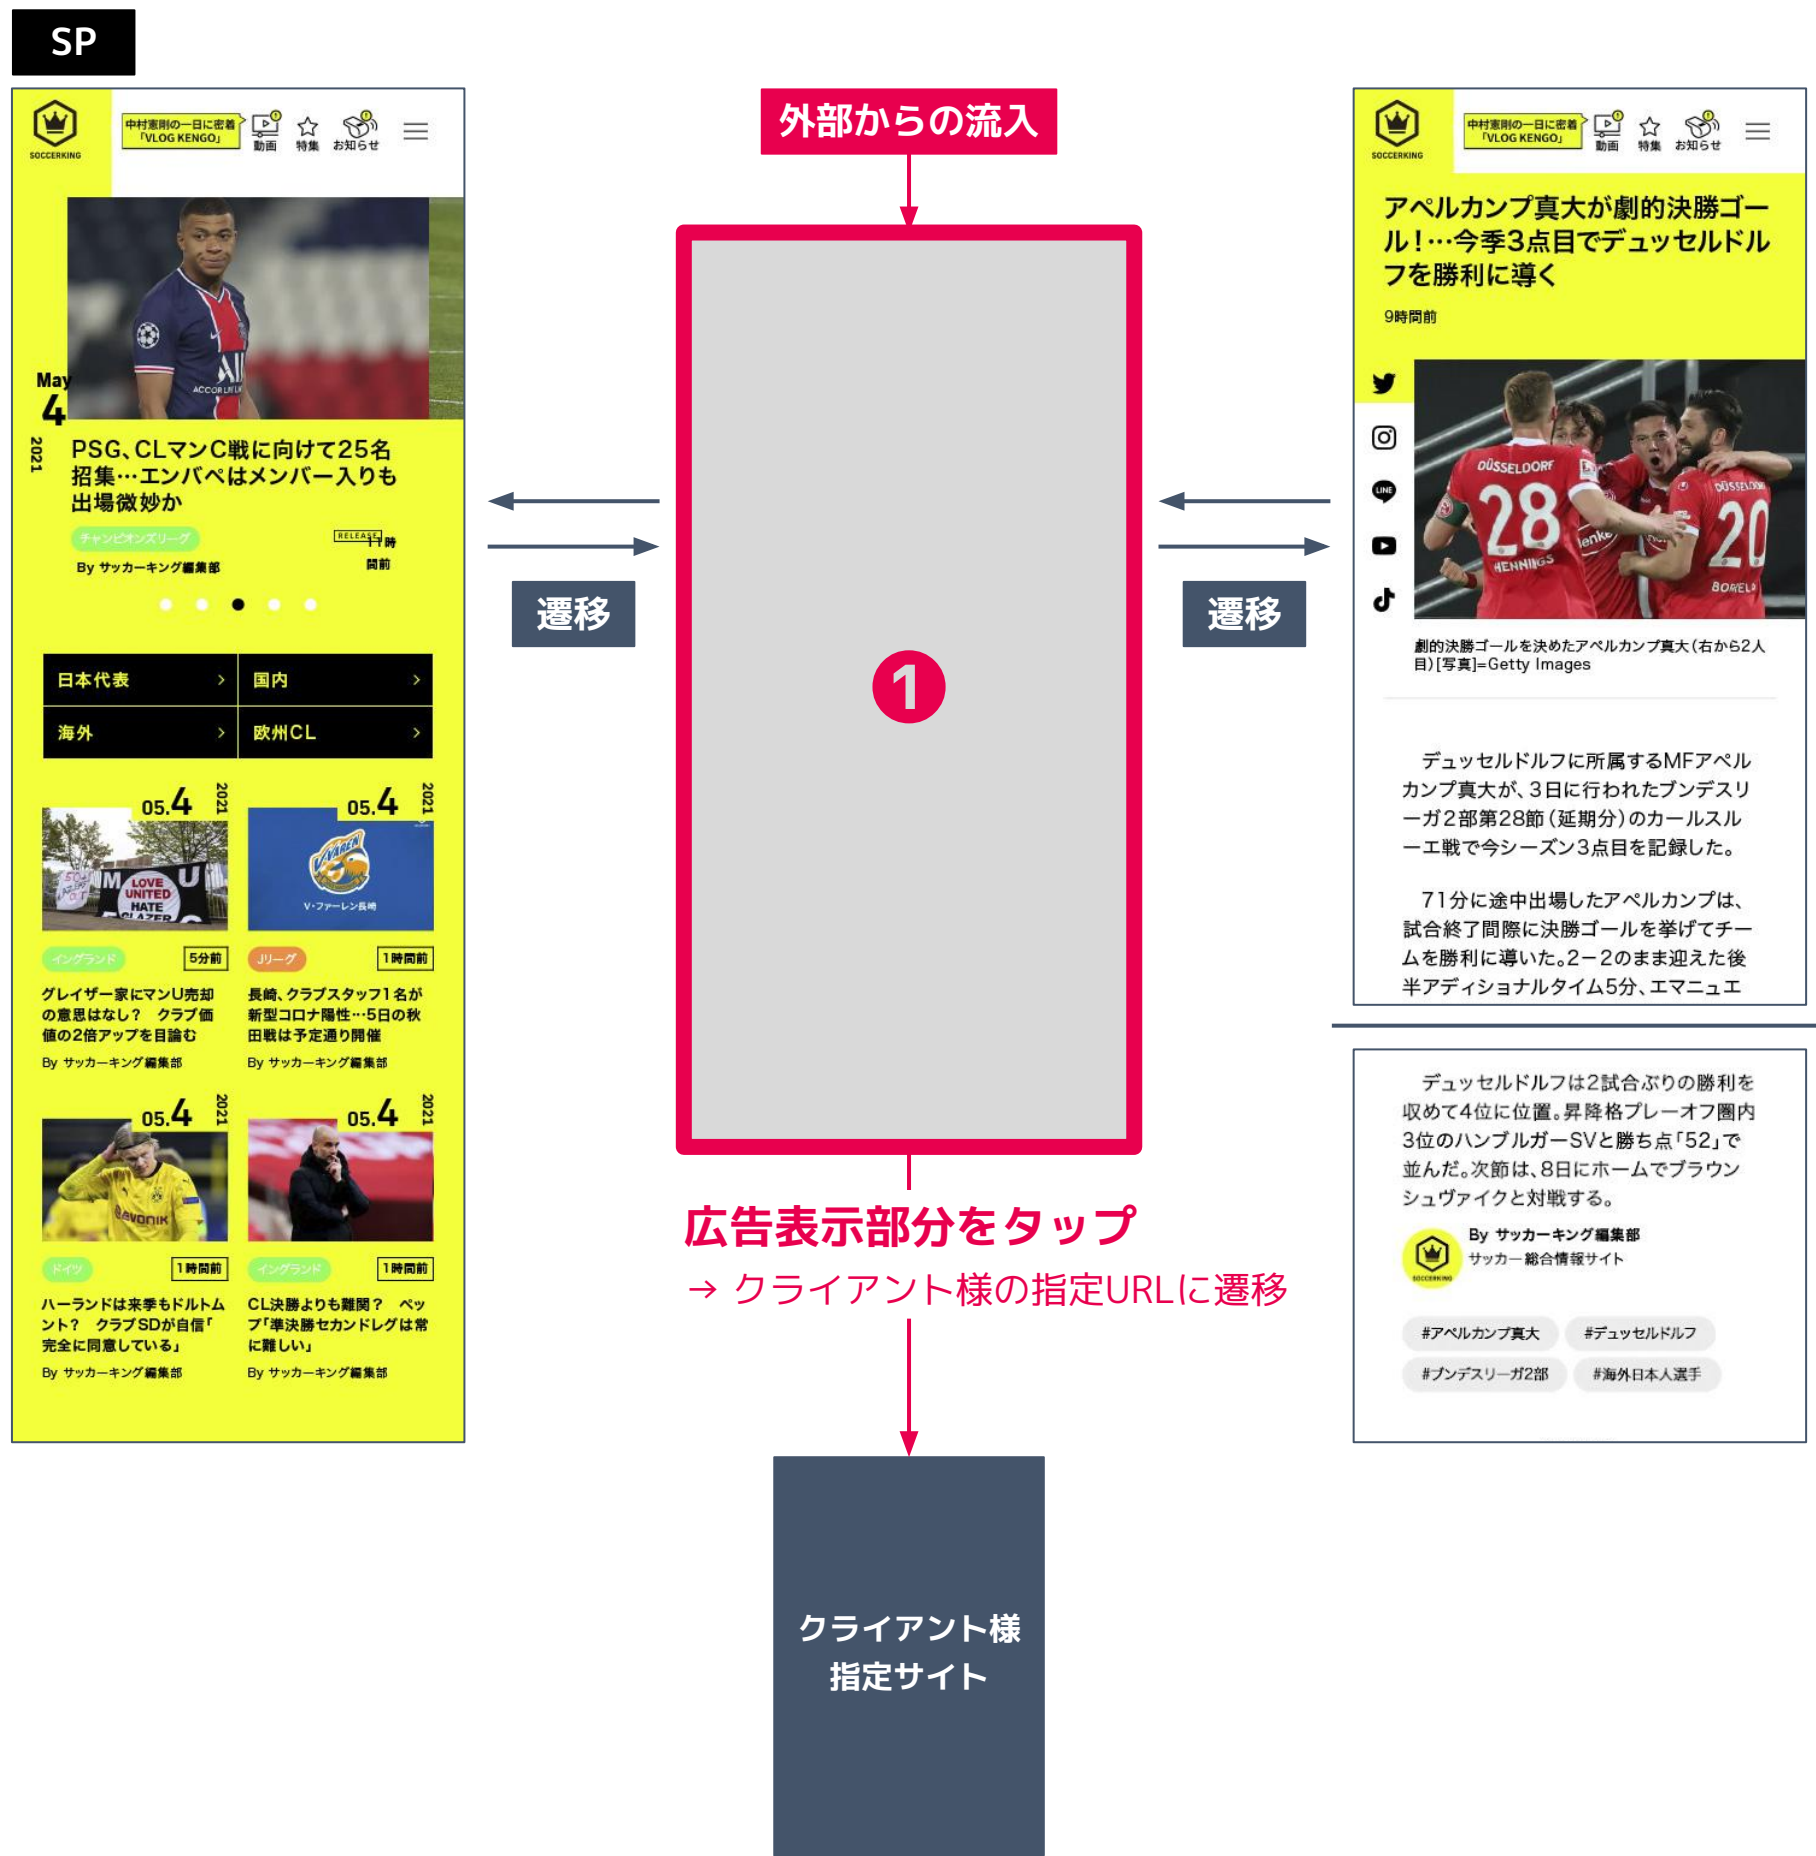 SP
SOCCERKING
中村憲剛の一日に密着
「VLOG KENGO」
動画
特集
お知らせ
May
4
2021
PSG、CLマンC戦に向けて25名
招集…エンバペはメンバー入りも
出場微妙か
チャンピオンズリーグ
RELEASE
11時
間前
By サッカーキング編集部
日本代表
国内
海外
欧州CL
05.4
2021
05.4
2021
LOVE
UNITED
HATE
GLAZER
V-VAREN
V・ファーレン長崎
イングランド
5分前
Jリーグ
1時間前
グレイザー家にマンU売却
の意思はなし？　クラブ価
値の2倍アップを目論む
By サッカーキング編集部
長崎、クラブスタッフ1名が
新型コロナ陽性…5日の秋
田戦は予定通り開催
By サッカーキング編集部
05.4
2021
05.4
2021
ドイツ
1時間前
イングランド
1時間前
ハーランドは来季もドルトム
ント？　クラブSDが自信「
完全に同意している」
By サッカーキング編集部
CL決勝よりも難関？　ペッ
プ「準決勝セカンドレグは常
に難しい」
By サッカーキング編集部
遷移
外部からの流入
1
広告表示部分をタップ
→ クライアント様の指定URLに遷移
クライアント様
指定サイト
遷移
SOCCERKING
中村憲剛の一日に密着
「VLOG KENGO」
動画
特集
お知らせ
アペルカンプ真大が劇的決勝ゴー
ル！…今季3点目でデュッセルドル
フを勝利に導く
9時間前
LINE
DÜSSELDORF
28
HENNINGS
20
劇的決勝ゴールを決めたアペルカンプ真大（右から2人
目）[写真]=Getty Images
デュッセルドルフに所属するMFアペル
カンプ真大が、3日に行われたブンデスリ
ーガ2部第28節（延期分）のカールスル
ーエ戦で今シーズン3点目を記録した。
71分に途中出場したアペルカンプは、
試合終了間際に決勝ゴールを挙げてチー
ムを勝利に導いた。2−2のまま迎えた後
半アディショナルタイム5分、エマニュエ
デュッセルドルフは2試合ぶりの勝利を
収めて4位に位置。昇降格プレーオフ圏内
3位のハンブルガーSVと勝ち点「52」で
並んだ。次節は、8日にホームでブラウン
シュヴァイクと対戦する。
By サッカーキング編集部
サッカー総合情報サイト
SOCCERKING
#アペルカンプ真大
#デュッセルドルフ
#ブンデスリーガ2部
#海外日本人選手